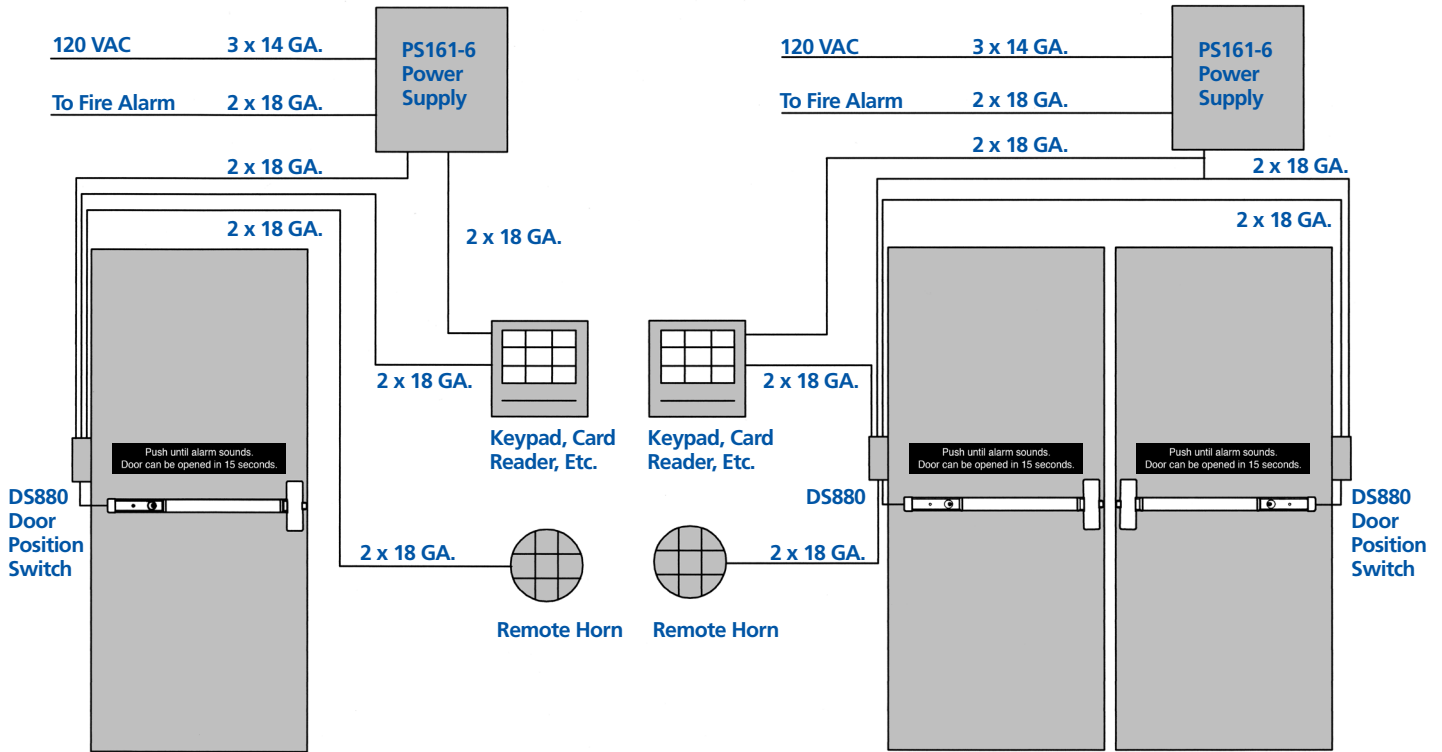 120 VAC 3 x 14 GA.
PS161-6
Power
Supply
To Fire Alarm 2 x 18 GA.
2 x 18 GA.
2 x 18 GA.
2 x 18 GA.
2 x 18 GA.
Keypad, Card
Reader, Etc.
Push until alarm sounds.
Door can be opened in 15 seconds.
DS880
Door
Position
Switch
2 x 18 GA.
Remote Horn
120 VAC 3 x 14 GA.
PS161-6
Power
Supply
To Fire Alarm 2 x 18 GA.
2 x 18 GA.
2 x 18 GA.
2 x 18 GA.
2 x 18 GA.
Keypad, Card
Reader, Etc.
Push until alarm sounds.
Door can be opened in 15 seconds.
Push until alarm sounds.
Door can be opened in 15 seconds.
DS880
DS880
Door
Position
Switch
2 x 18 GA.
Remote Horn